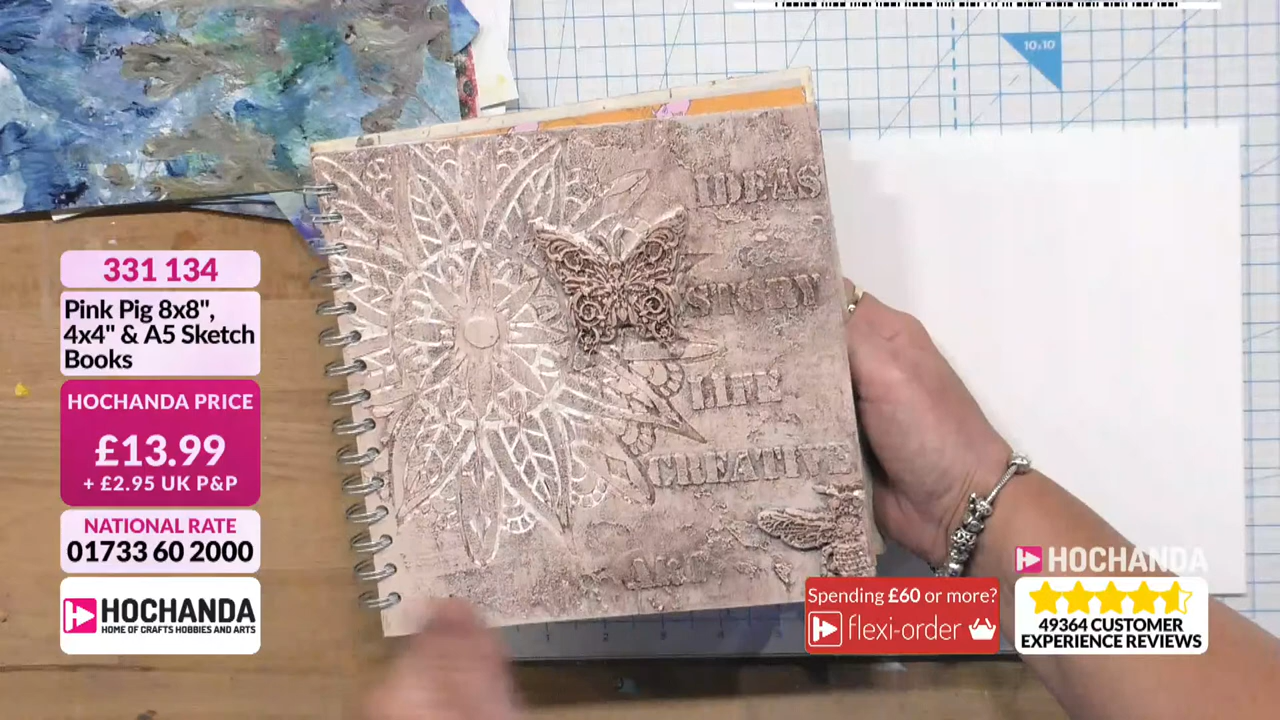 10x10
IDEAS
STORY
LIFE
CREATIVE
ART
331 134
Pink Pig 8x8",
4x4" & A5 Sketch
Books
HOCHANDA PRICE
£13.99
+ £2.95 UK P&P
NATIONAL RATE
01733 60 2000
HOCHANDA
HOME OF CRAFTS HOBBIES AND ARTS
Spending £60 or more?
flexi-order
HOCHANDA
49364 CUSTOMER
EXPERIENCE REVIEWS